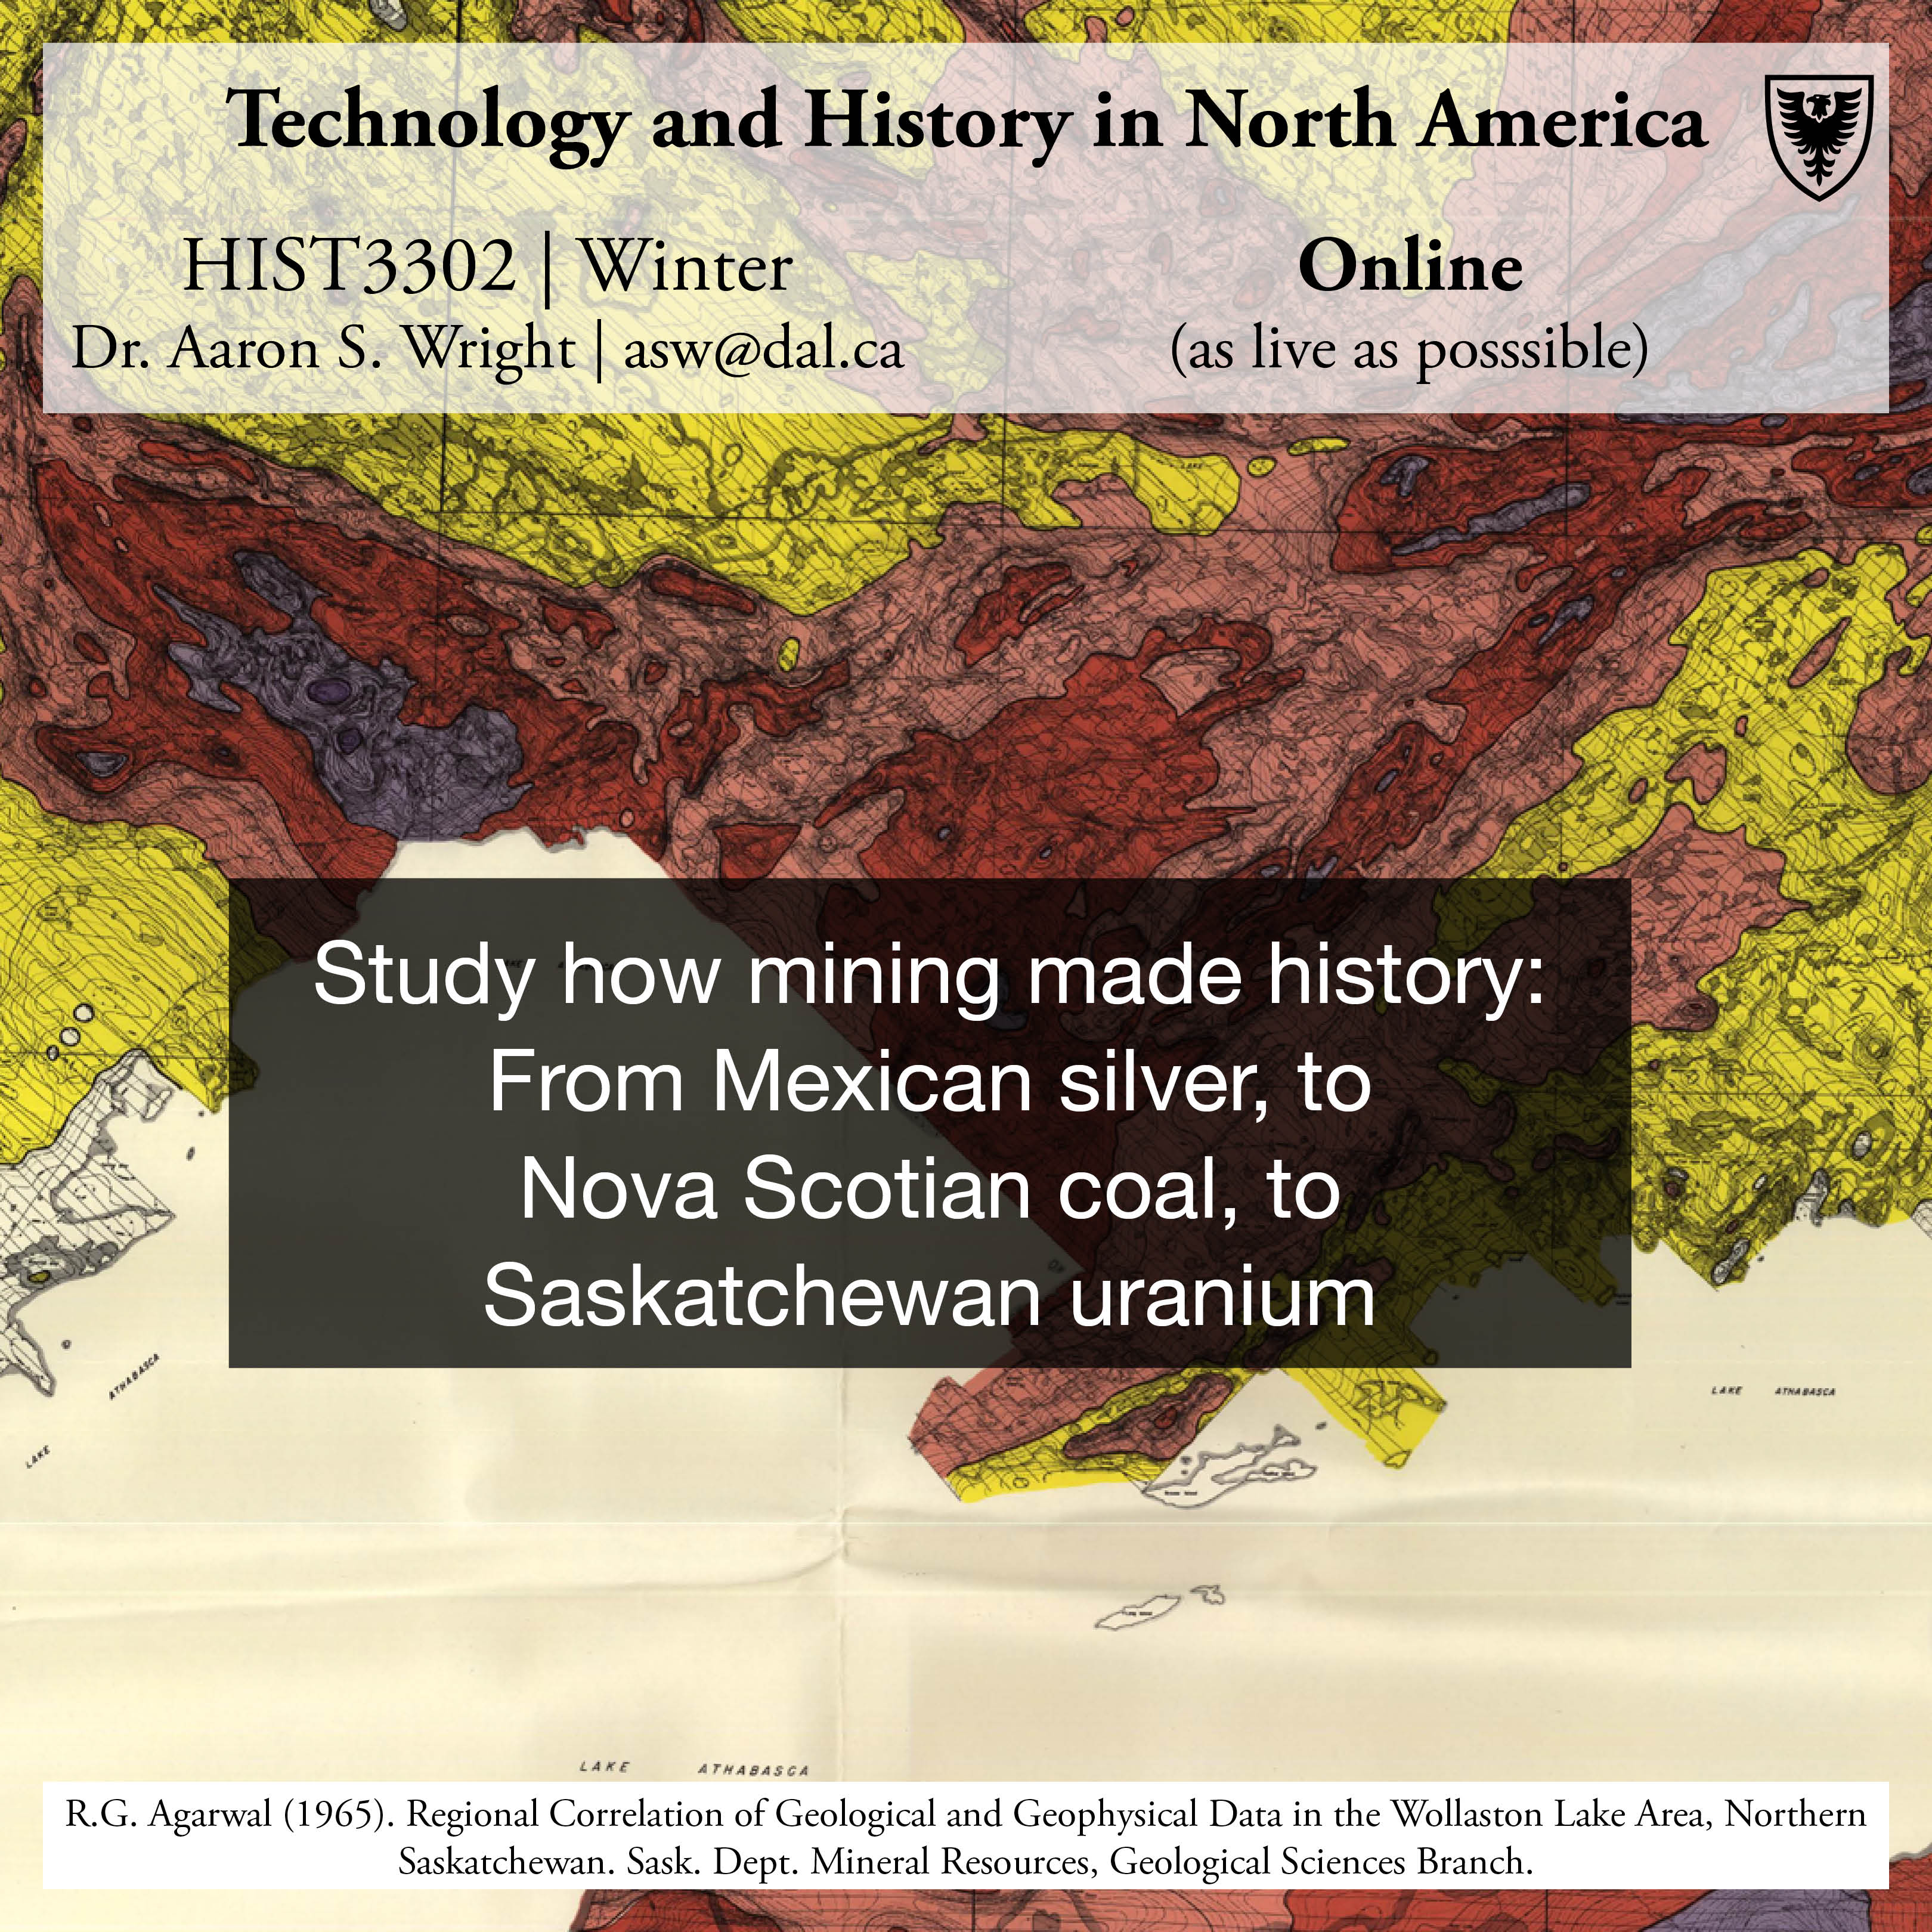 Technology and History in North America
HIST3302 | Winter
Dr. Aaron S. Wright | asw@dal.ca
Online
(as live as posssible)
Study how mining made history:
From Mexican silver, to
Nova Scotian coal, to
Saskatchewan uranium
ATHABASCA
LAKE
LAKE ATHABASCA
LAKE ATHABASCA
R.G. Agarwal (1965). Regional Correlation of Geological and Geophysical Data in the Wollaston Lake Area, Northern
Saskatchewan. Sask. Dept. Mineral Resources, Geological Sciences Branch.